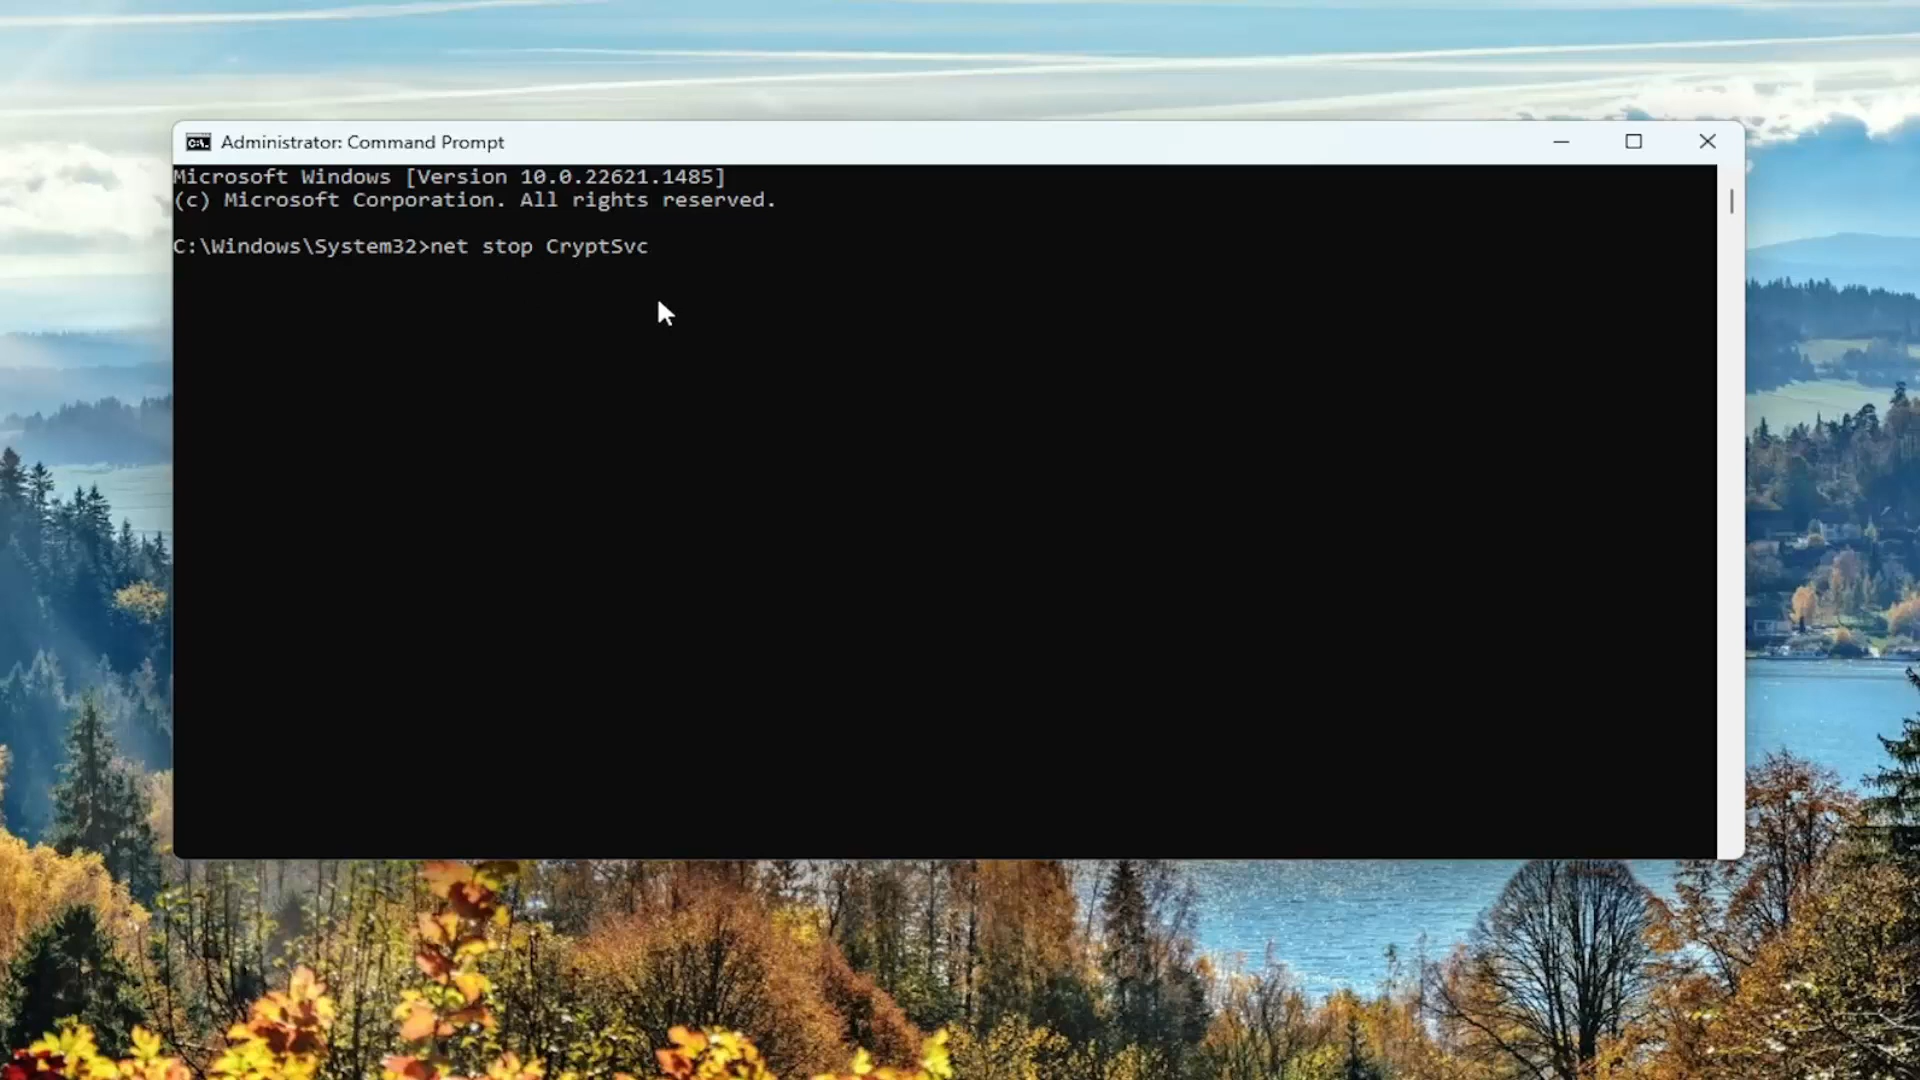 Administrator: Command Prompt
Microsoft Windows [Version 10.0.22621.1485]
(c) Microsoft Corporation. All rights reserved.
C:\Windows\System32>net stop CryptSvc